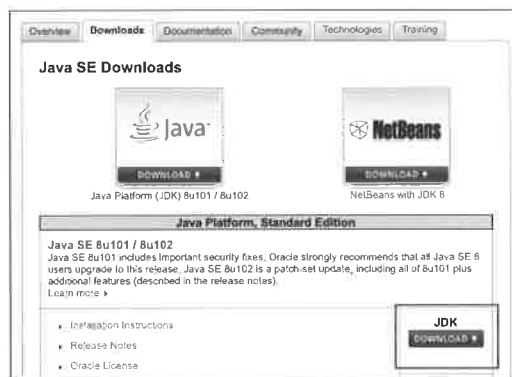 Overview Downloads Documentation Community Technologies Training
Java SE Downloads
Java
NetBeans
DOWNLOAD
DOWNLOAD
Java Platform (JDK) 8u101 / 8u102
NetBeans with JDK 8
Java Platform, Standard Edition
Java SE 8u101 / 8u102
Java SE 8u101 includes important security fixes. Oracle strongly recommends that all Java SE 8
users upgrade to this release. Java SE 8u102 is a patch-set update, including all of 8u101 plus
additional features (described in the release notes).
Learn more
Installation Instructions
Release Notes
Oracle License
JDK
DOWNLOAD